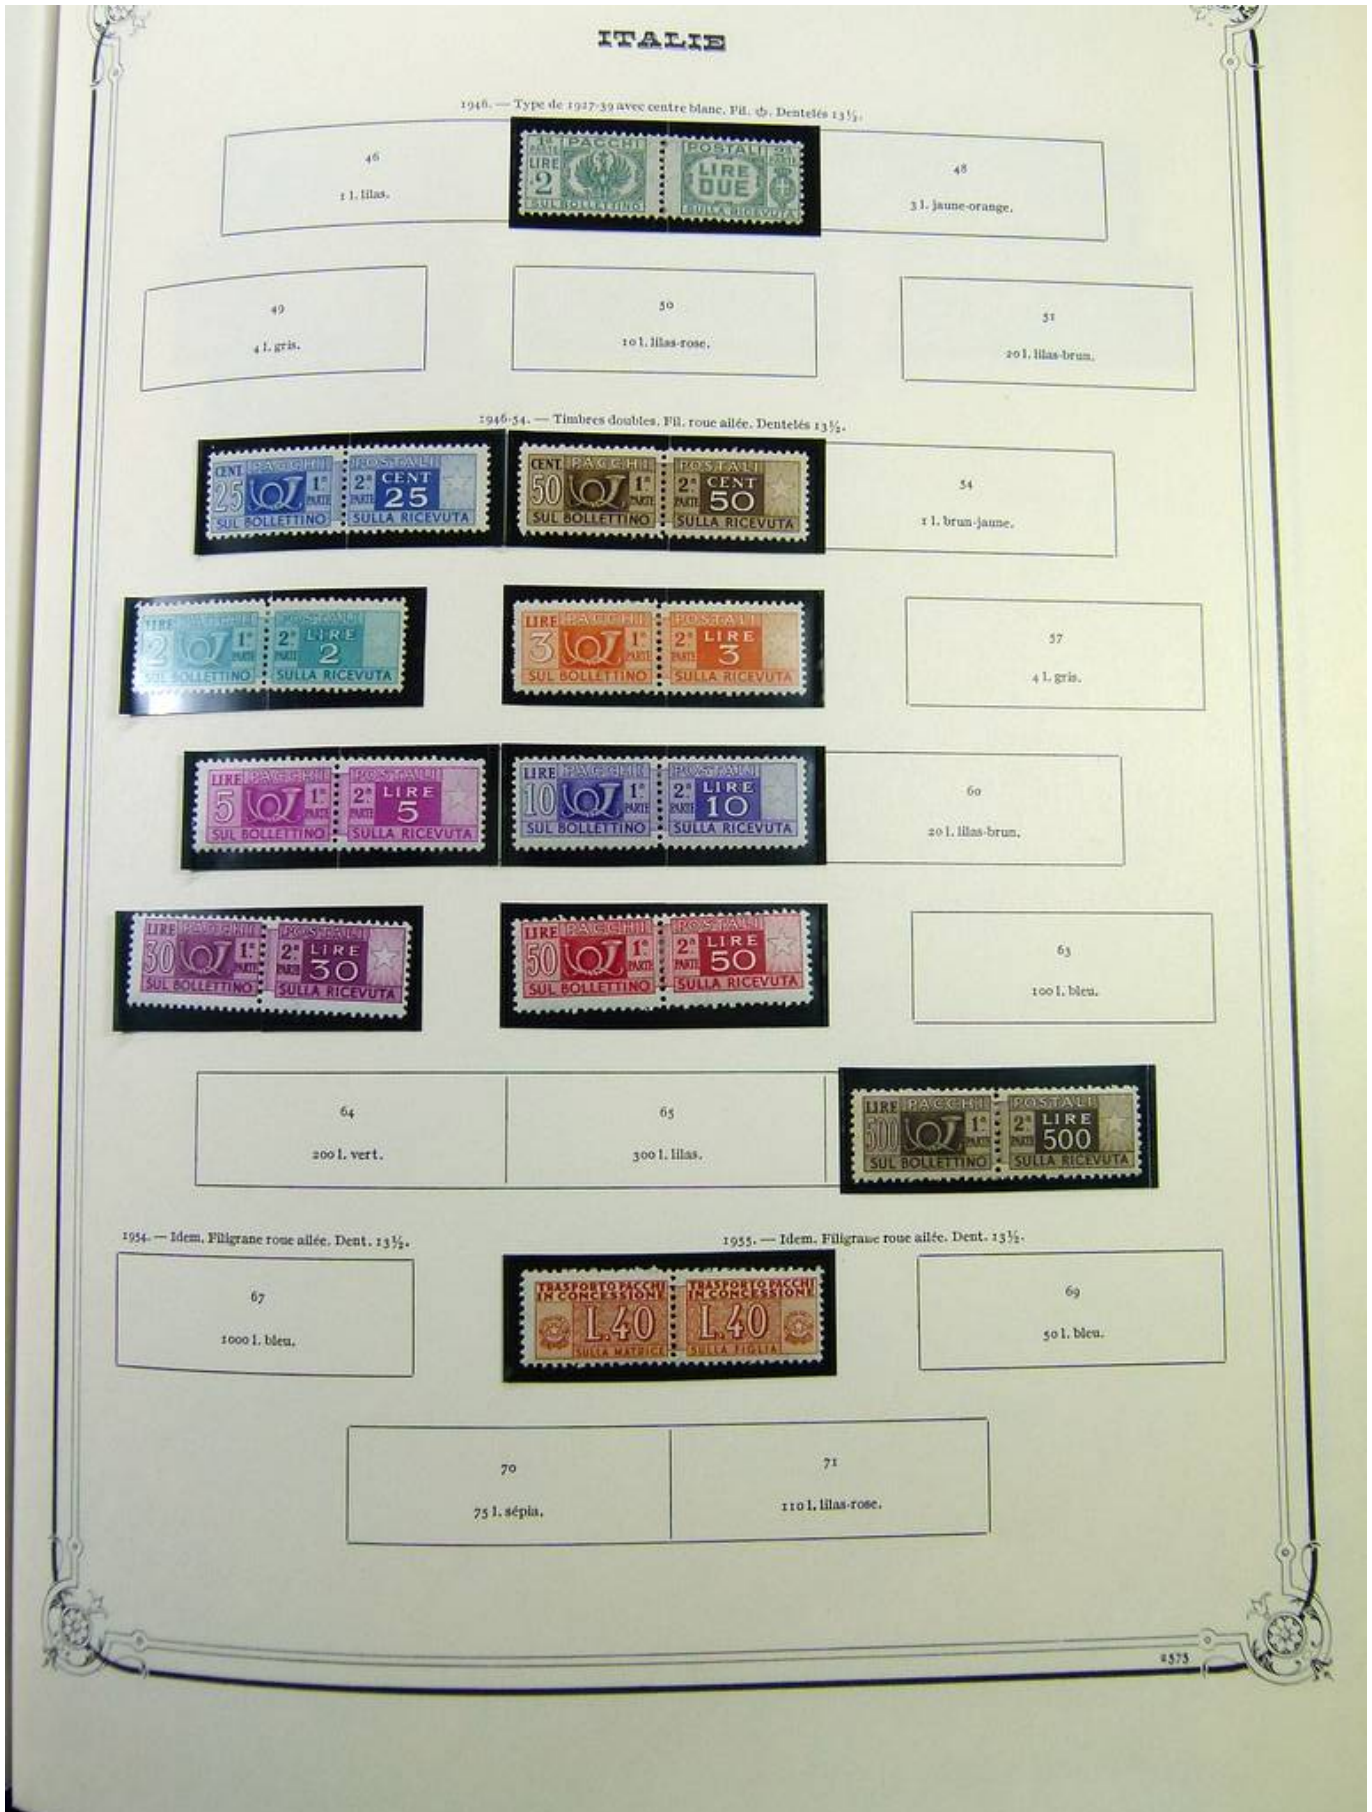 ITALIE
1946. — Type de 1927-39 avec centre blanc. Fil. Dentelés 13½.
46
1 l. lilas.
1ª PARTE PACCHI POSTALI 2ª PARTE
LIRE 2 LIRE DUE
SUL BOLLETTINO SULLA RICEVUTA
48
3 l. jaune-orange.
49
4 l. gris.
50
10 l. lilas-rose.
51
20 l. lilas-brun.
1946-54. — Timbres doubles. Fil. roue ailée. Dentelés 13½.
CENT. PACCHI POSTALI
25 1ª PARTE 2ª PARTE CENT 25
SUL BOLLETTINO SULLA RICEVUTA
CENT. PACCHI POSTALI
50 1ª PARTE 2ª PARTE CENT 50
SUL BOLLETTINO SULLA RICEVUTA
54
1 l. brun-jaune.
LIRE PACCHI POSTALI
2 1ª PARTE 2ª PARTE LIRE 2
SUL BOLLETTINO SULLA RICEVUTA
LIRE PACCHI POSTALI
3 1ª PARTE 2ª PARTE LIRE 3
SUL BOLLETTINO SULLA RICEVUTA
57
4 l. gris.
LIRE PACCHI POSTALI
5 1ª PARTE 2ª PARTE LIRE 5
SUL BOLLETTINO SULLA RICEVUTA
LIRE PACCHI POSTALI
10 1ª PARTE 2ª PARTE LIRE 10
SUL BOLLETTINO SULLA RICEVUTA
60
20 l. lilas-brun.
LIRE PACCHI POSTALI
30 1ª PARTE 2ª PARTE LIRE 30
SUL BOLLETTINO SULLA RICEVUTA
LIRE PACCHI POSTALI
50 1ª PARTE 2ª PARTE LIRE 50
SUL BOLLETTINO SULLA RICEVUTA
63
100 l. bleu.
64
200 l. vert.
65
300 l. lilas.
LIRE PACCHI POSTALI
500 1ª PARTE 2ª PARTE LIRE 500
SUL BOLLETTINO SULLA RICEVUTA
1954. — Idem. Filigrane roue ailée. Dent. 13½.
1955. — Idem. Filigrane roue ailée. Dent. 13½.
67
1000 l. bleu.
TRASPORTO PACCHI TRASPORTO PACCHI
IN CONCESSIONE IN CONCESSIONE
L.40 L.40
SULLA MATRICE SULLA FIGLIA
69
50 l. bleu.
70
75 l. sépia.
71
110 l. lilas-rose.
2373